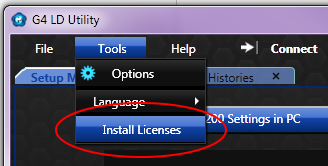 G4 LD Utility
File Tools Help Connect
Options
Setup Histories ×
Language
200 Settings in PC
Install Licenses